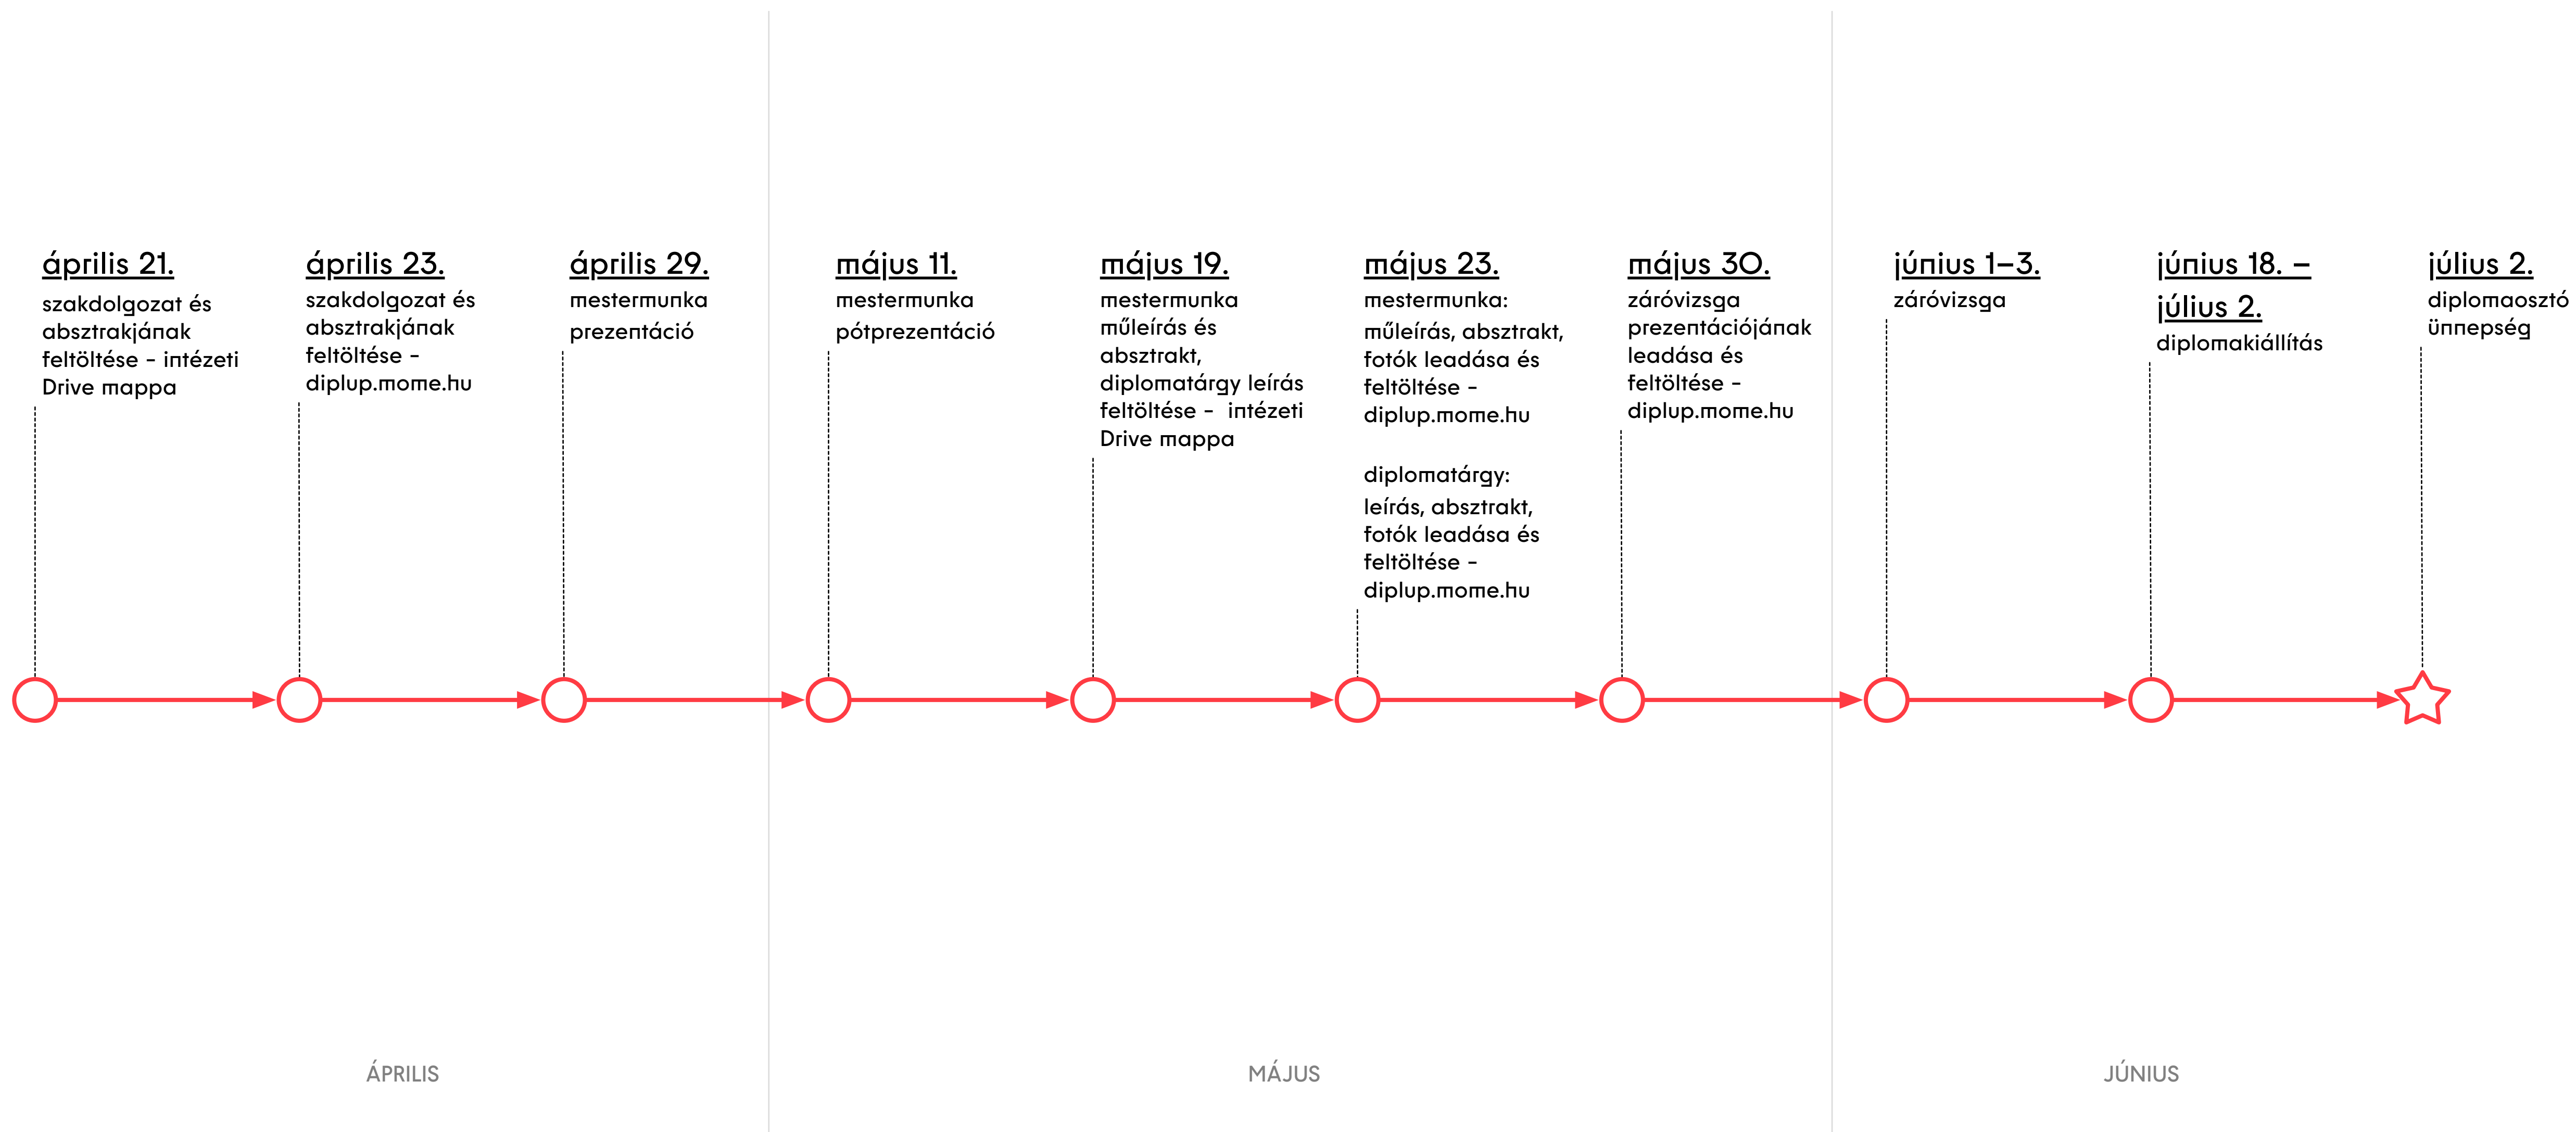 április 21.
szakdolgozat és
absztrakjának
feltöltése - intézeti
Drive mappa
április 23.
szakdolgozat és
absztrakjának
feltöltése -
diplup.mome.hu
április 29.
mestermunka
prezentáció
május 11.
mestermunka
pótprezentáció
május 19.
mestermunka
műleírás és
absztrakt,
diplomatárgy leírás
feltöltése - intézeti
Drive mappa
május 23.
mestermunka:
műleírás, absztrakt,
fotók leadása és
feltöltése -
diplup.mome.hu
diplomatárgy:
leírás, absztrakt,
fotók leadása és
feltöltése -
diplup.mome.hu
május 30.
záróvizsga
prezentációjának
leadása és
feltöltése -
diplup.mome.hu
június 1–3.
záróvizsga
június 18. –
július 2.
diplomakiállítás
július 2.
diplomaosztó
ünnepség
ÁPRILIS
MÁJUS
JÚNIUS